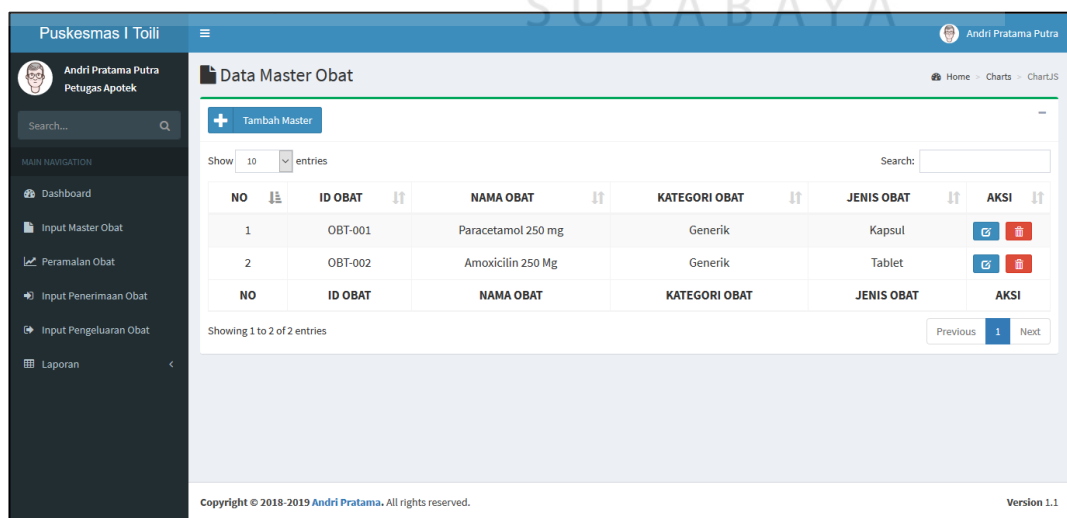 SURABAYA
Puskesmas I Toili
Andri Pratama Putra
Andri Pratama Putra
Petugas Apotek
Search...
MAIN NAVIGATION
Dashboard
Input Master Obat
Peramalan Obat
Input Penerimaan Obat
Input Pengeluaran Obat
Laporan
Data Master Obat
Home > Charts > ChartJS
Tambah Master
Show 10 entries
Search:
NO ID OBAT NAMA OBAT KATEGORI OBAT JENIS OBAT AKSI
1 OBT-001 Paracetamol 250 mg Generik Kapsul
2 OBT-002 Amoxicilin 250 Mg Generik Tablet
NO ID OBAT NAMA OBAT KATEGORI OBAT JENIS OBAT AKSI
Showing 1 to 2 of 2 entries
Previous 1 Next
Copyright © 2018-2019 Andri Pratama. All rights reserved.
Version 1.1